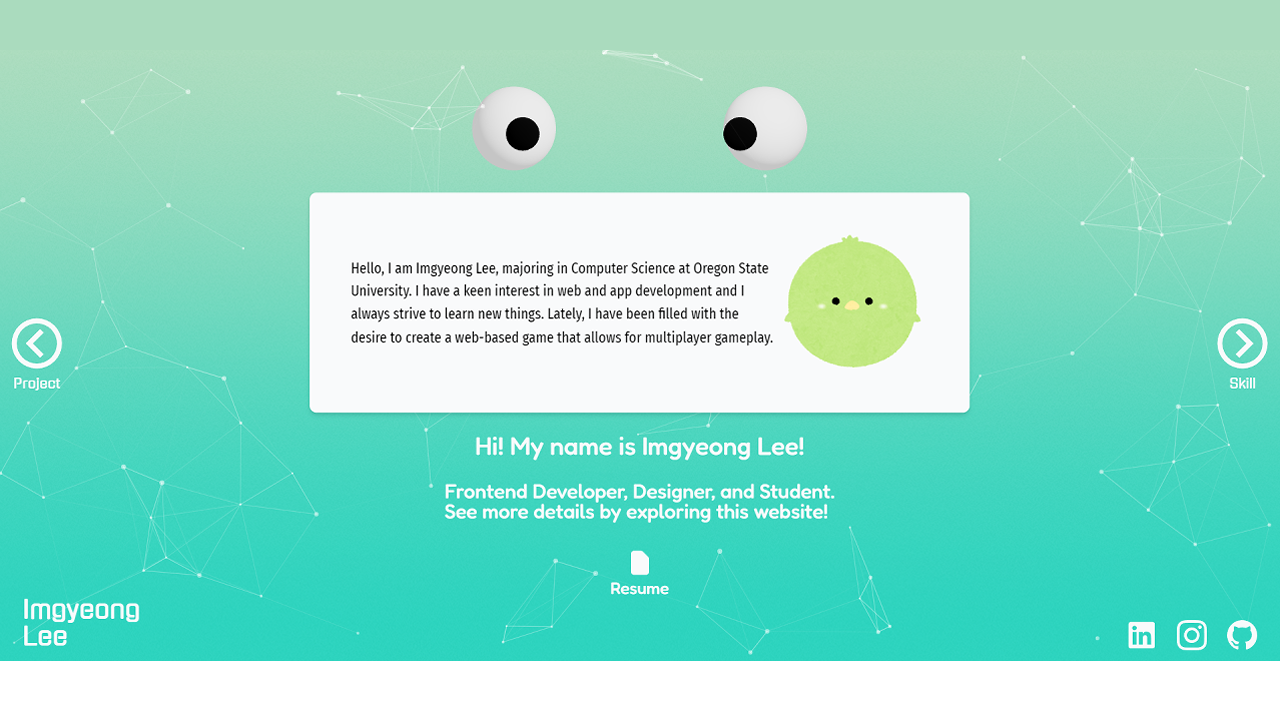 Hello, I am Imgyeong Lee, majoring in Computer Science at Oregon State
University. I have a keen interest in web and app development and I
always strive to learn new things. Lately, I have been filled with the
desire to create a web-based game that allows for multiplayer gameplay.
Project
Skill
Hi! My name is Imgyeong Lee!
Frontend Developer, Designer, and Student.
See more details by exploring this website!
Resume
Imgyeong
Lee
in